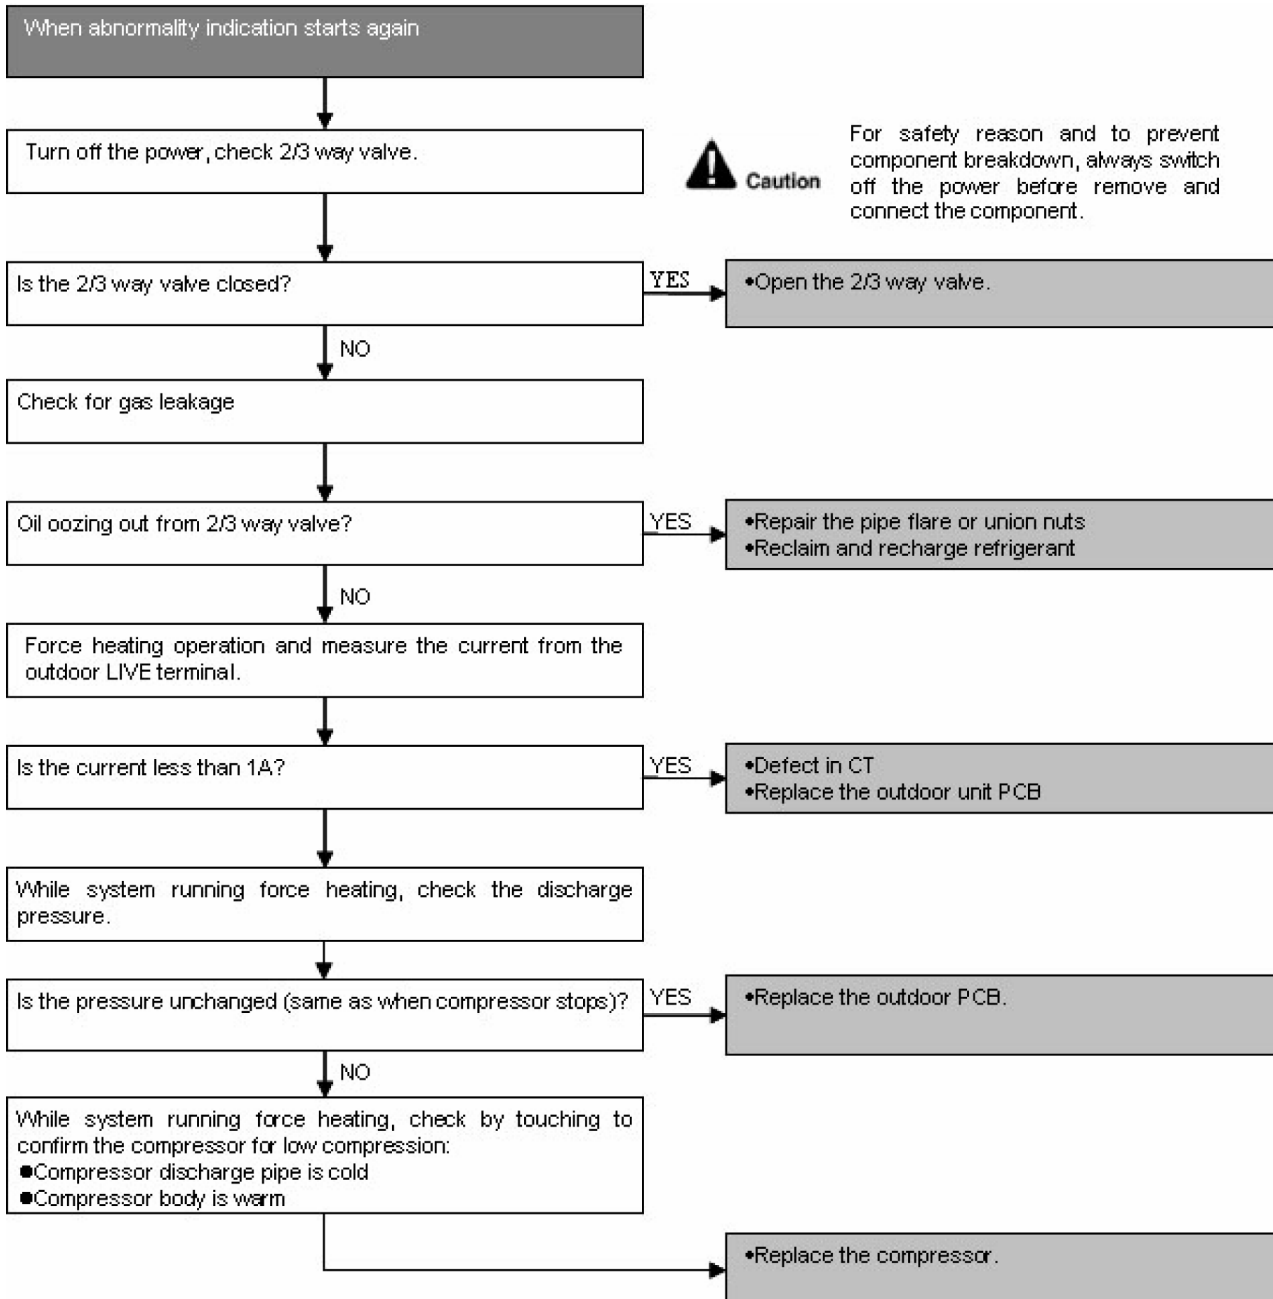 When abnormality indication starts again
Turn off the power, check 2/3 way valve.
Caution
For safety reason and to prevent
component breakdown, always switch
off the power before remove and
connect the component.
Is the 2/3 way valve closed?
YES
•Open the 2/3 way valve.
NO
Check for gas leakage
Oil oozing out from 2/3 way valve?
YES
•Repair the pipe flare or union nuts
•Reclaim and recharge refrigerant
NO
Force heating operation and measure the current from the
outdoor LIVE terminal.
Is the current less than 1A?
YES
•Defect in CT
•Replace the outdoor unit PCB
While system running force heating, check the discharge
pressure.
Is the pressure unchanged (same as when compressor stops)?
YES
•Replace the outdoor PCB.
NO
While system running force heating, check by touching to
confirm the compressor for low compression:
●Compressor discharge pipe is cold
●Compressor body is warm
•Replace the compressor.